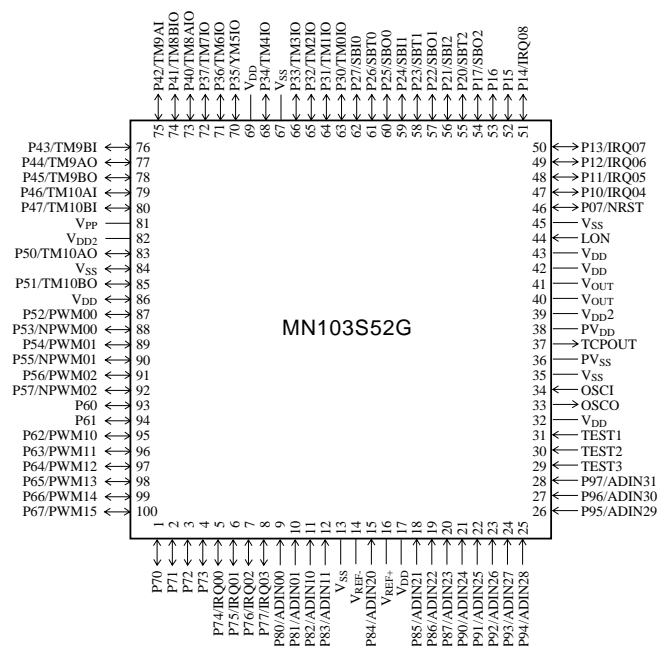 P42/TM9AI
P41/TM8BIO
P40/TM8AIO
P37/TM7IO
P36/TM6IO
P35/YM5IO
VDD
P34/TM4IO
VSS
P33/TM3IO
P32/TM2IO
P31/TM1IO
P30/TM0IO
P27/SBI0
P26/SBT0
P25/SBO0
P24/SBI1
P23/SBT1
P22/SBO1
P21/SBI2
P20/SBT2
P17/SBO2
P16
P15
P14/IRQ08
75 74 73 72 71 70 69 68 67 66 65 64 63 62 61 60 59 58 57 56 55 54 53 52 51
P43/TM9BI 76
P44/TM9AO 77
P45/TM9BO 78
P46/TM10AI 79
P47/TM10BI 80
VPP 81
VDD2 82
P50/TM10AO 83
VSS 84
P51/TM10BO 85
VDD 86
P52/PWM00 87
P53/NPWM00 88
P54/PWM01 89
P55/NPWM01 90
P56/PWM02 91
P57/NPWM02 92
P60 93
P61 94
P62/PWM10 95
P63/PWM11 96
P64/PWM12 97
P65/PWM13 98
P66/PWM14 99
P67/PWM15 100
MN103S52G
50 P13/IRQ07
49 P12/IRQ06
48 P11/IRQ05
47 P10/IRQ04
46 P07/NRST
45 VSS
44 LON
43 VDD
42 VDD
41 VOUT
40 VOUT
39 VDD2
38 PVDD
37 TCPOUT
36 PVSS
35 VSS
34 OSCI
33 OSCO
32 VDD
31 TEST1
30 TEST2
29 TEST3
28 P97/ADIN31
27 P96/ADIN30
26 P95/ADIN29
1 2 3 4 5 6 7 8 9 10 11 12 13 14 15 16 17 18 19 20 21 22 23 24 25
P70
P71
P72
P73
P74/IRQ00
P75/IRQ01
P76/IRQ02
P77/IRQ03
P80/ADIN00
P81/ADIN01
P82/ADIN10
P83/ADIN11
VSS
VREF-
P84/ADIN20
VREF+
VDD
P85/ADIN21
P86/ADIN22
P87/ADIN23
P90/ADIN24
P91/ADIN25
P92/ADIN26
P93/ADIN27
P94/ADIN28